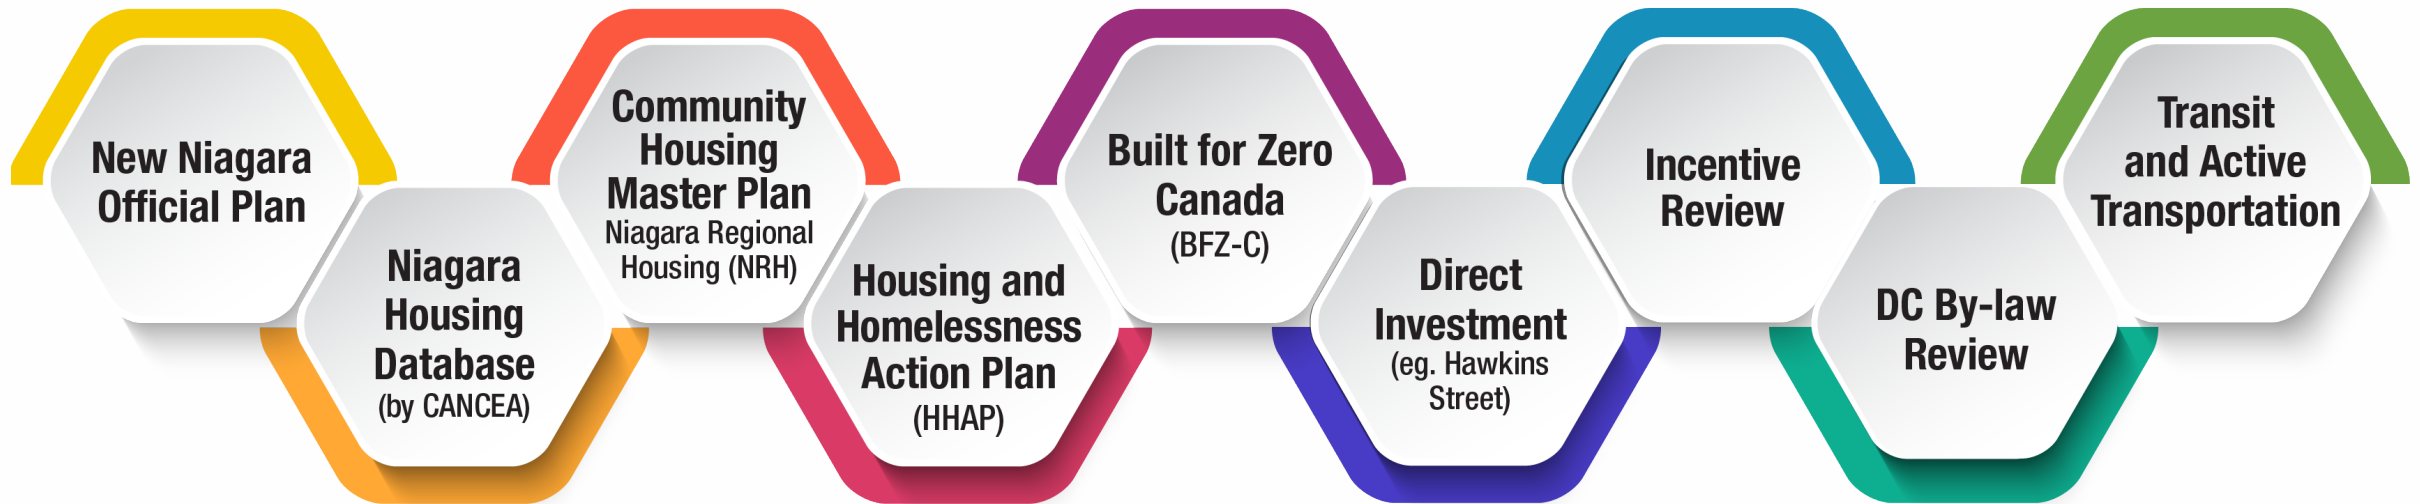 New Niagara
Official Plan
Niagara
Housing
Database
(by CANCEA)
Community
Housing
Master Plan
Niagara Regional
Housing (NRH)
Housing and
Homelessness
Action Plan
(HHAP)
Built for Zero
Canada
(BFZ-C)
Direct
Investment
(eg. Hawkins
Street)
Incentive
Review
DC By-law
Review
Transit
and Active
Transportation